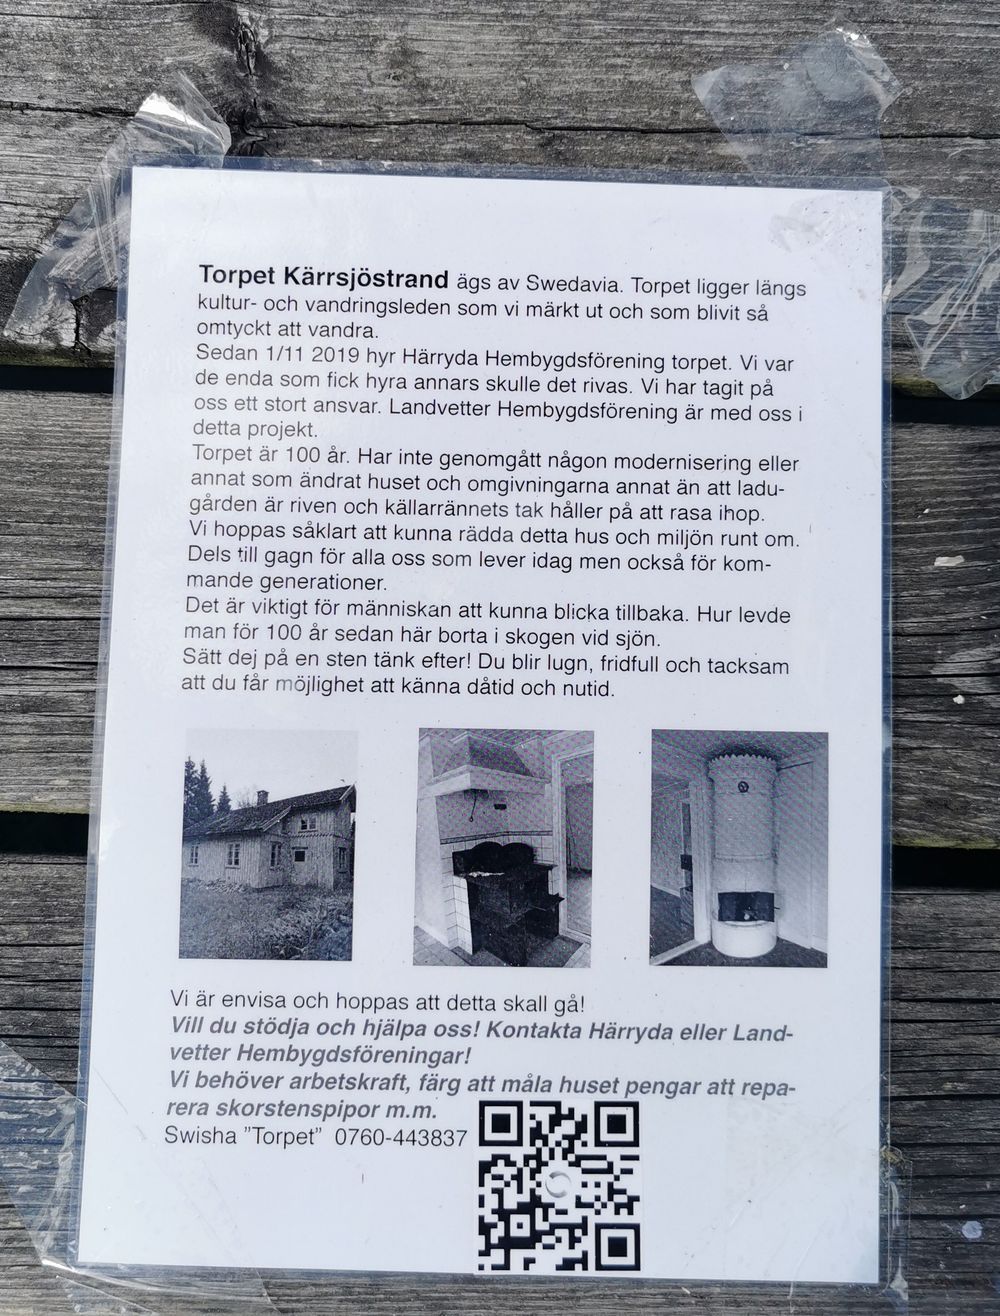 Torpet Kärrsjöstrand ägs av Swedavia. Torpet ligger längs
kultur- och vandringsleden som vi märkt ut och som blivit så
omtyckt att vandra.
Sedan 1/11 2019 hyr Härryda Hembygdsförening torpet. Vi var
de enda som fick hyra annars skulle det rivas. Vi har tagit på
oss ett stort ansvar. Landvetter Hembygdsförening är med oss i
detta projekt.
Torpet är 100 år. Har inte genomgått någon modernisering eller
annat som ändrat huset och omgivningarna annat än att ladu-
gården är riven och källarrännets tak håller på att rasa ihop.
Vi hoppas såklart att kunna rädda detta hus och miljön runt om.
Dels till gagn för alla oss som lever idag men också för kom-
mande generationer.
Det är viktigt för människan att kunna blicka tillbaka. Hur levde
man för 100 år sedan här borta i skogen vid sjön.
Sätt dej på en sten tänk efter! Du blir lugn, fridfull och tacksam
att du får möjlighet att känna dåtid och nutid.
Vi är envisa och hoppas att detta skall gå!
Vill du stödja och hjälpa oss! Kontakta Härryda eller Land-
vetter Hembygdsföreningar!
Vi behöver arbetskraft, färg att måla huset pengar att repa-
rera skorstenspipor m.m.
Swisha "Torpet" 0760-443837